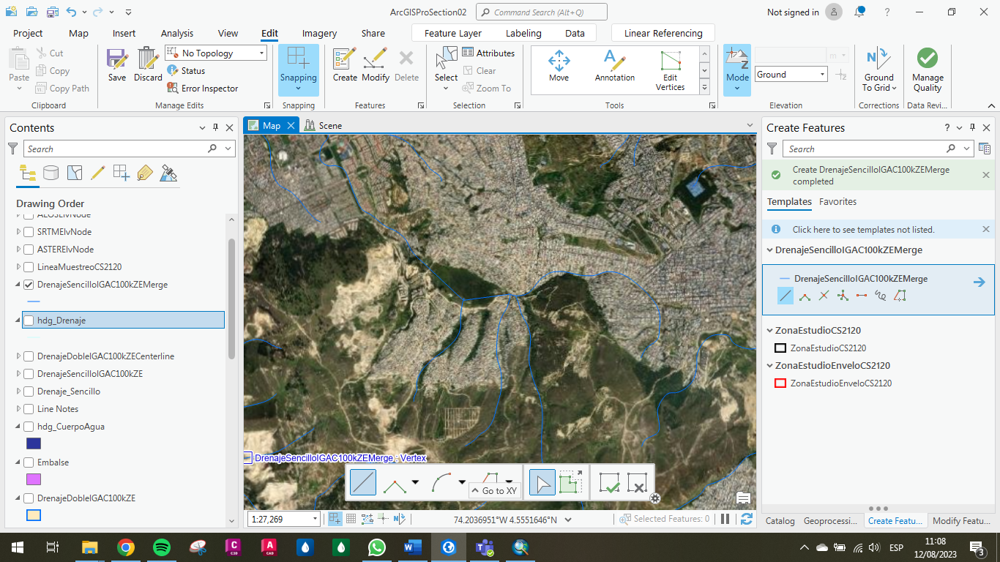 ArcGISProSection02
Command Search (Alt+Q)
Not signed in
?
Project
Map
Insert
Analysis
View
Edit
Imagery
Share
Feature Layer
Labeling
Data
Linear Referencing
Paste
Cut
Copy
Copy Path
Clipboard
Save
Discard
No Topology
Status
Error Inspector
Manage Edits
Snapping
Snapping
Create
Modify
Delete
Features
Select
Attributes
Clear
Zoom To
Selection
Move
Annotation
Edit
Vertices
Tools
Mode
m
Ground
Elevation
Ground
To Grid
Corrections
Manage
Quality
Data Revi...
Contents
Search
Drawing Order
ALOSElvNode
SRTMElvNode
ASTERElvNode
LineaMuestreoCS2120
DrenajeSencilloIGAC100kZEMerge
hdg_Drenaje
DrenajeDobleIGAC100kZECenterline
DrenajeSencilloIGAC100kZE
Drenaje_Sencillo
Line Notes
hdg_CuerpoAgua
Embalse
DrenajeDobleIGAC100kZE
Map
Scene
DrenajeSencilloIGAC100kZEMerge : Vertex
Go to XY
1:27,269
74.2036951°W 4.5551646°N
Selected Features: 0
Create Features
?
Search
Create DrenajeSencilloIGAC100kZEMerge
completed
Templates
Favorites
Click here to see templates not listed.
DrenajeSencilloIGAC100kZEMerge
DrenajeSencilloIGAC100kZEMerge
ZonaEstudioCS2120
ZonaEstudioCS2120
ZonaEstudioEnveloCS2120
ZonaEstudioEnveloCS2120
Catalog
Geoprocessi...
Create Featu...
Modify Featu...
ESP
11:08
12/08/2023
3